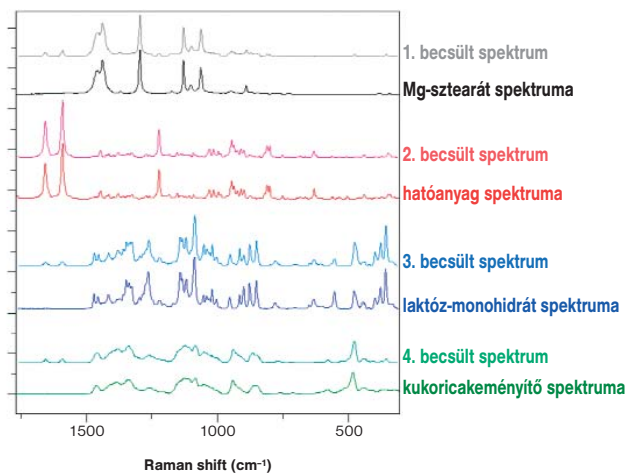 1. becsült spektrum
Mg-sztearát spektruma
2. becsült spektrum
hatóanyag spektruma
3. becsült spektrum
laktóz-monohidrát spektruma
4. becsült spektrum
kukoricakeményítő spektruma
1500 1000 500
Raman shift (cm⁻¹)